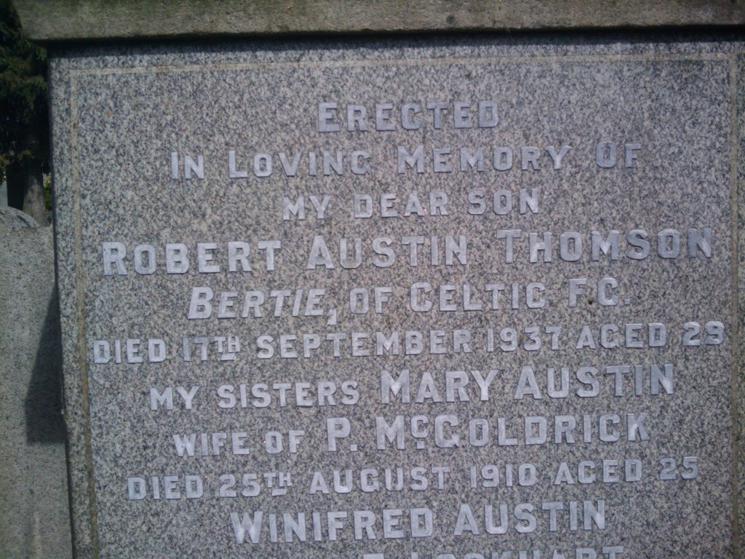 ERECTED
IN LOVING MEMORY OF
MY DEAR SON
ROBERT AUSTIN THOMSON
BERTIE, OF CELTIC F.C.
DIED 17TH SEPTEMBER 1937 AGED 29
MY SISTERS MARY AUSTIN
WIFE OF P. MCGOLDRICK
DIED 25TH AUGUST 1910 AGED 25
WINIFRED AUSTIN
LOCKHART